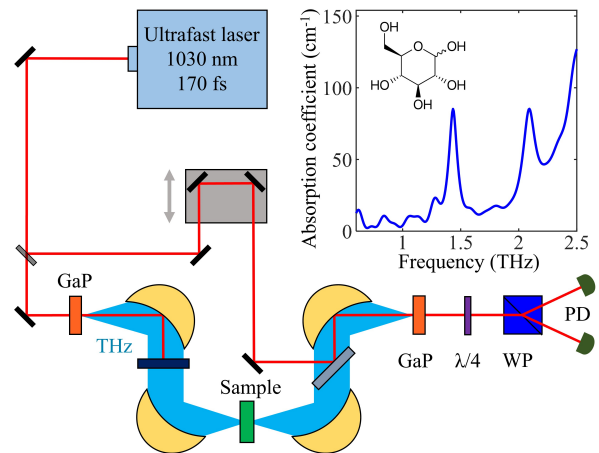 Ultrafast laser
1030 nm
170 fs
GaP
THz
Sample
GaP
λ/4
WP
PD
Absorption coefficient (cm⁻¹)
150
100
50
0
1
1.5
2
2.5
Frequency (THz)
HO
O
OH
HO
OH
OH